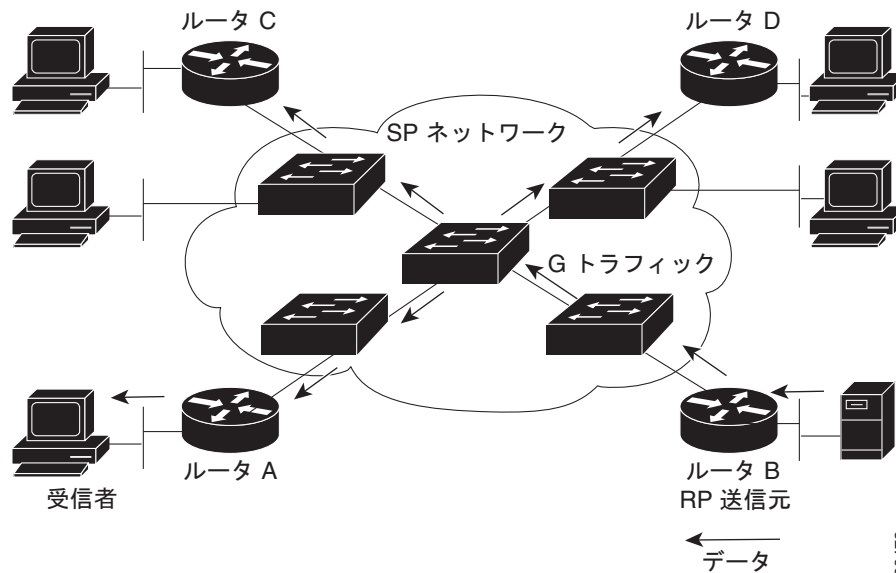 ルータ C
ルータ D
SP ネットワーク
G トラフィック
ルータ A
ルータ B
受信者
RP 送信元
データ